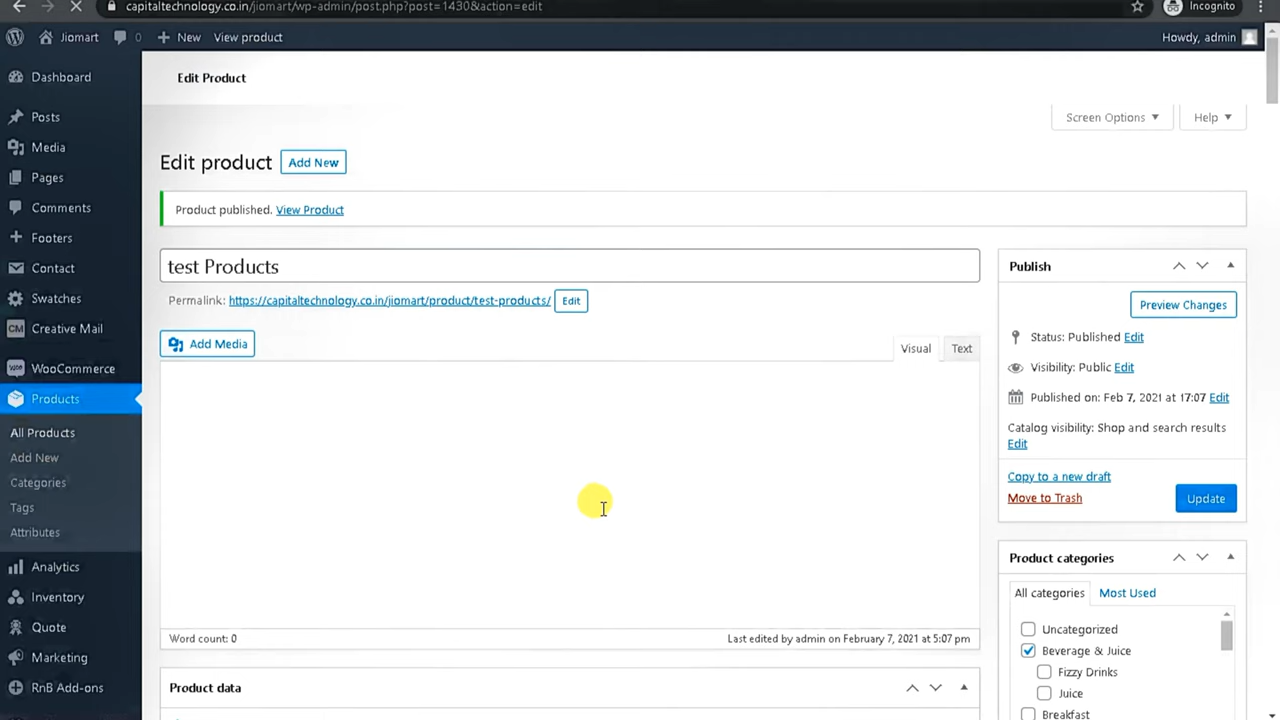 capitaltechnology.co.in/jiomart/wp-admin/post.php?post=1430&action=edit
Incognito
Jiomart
0
New
View product
Howdy, admin
Dashboard
Posts
Media
Pages
Comments
Footers
Contact
Swatches
CM
Creative Mail
Woo
WooCommerce
Products
All Products
Add New
Categories
Tags
Attributes
Analytics
Inventory
Quote
Marketing
RnB Add-ons
Edit Product
Screen Options
Help
Edit product
Add New
Product published. View Product
test Products
Permalink: https://capitaltechnology.co.in/jiomart/product/test-products/ Edit
Add Media
Visual
Text
Word count: 0
Last edited by admin on February 7, 2021 at 5:07 pm
Product data
Publish
Preview Changes
Status: Published Edit
Visibility: Public Edit
Published on: Feb 7, 2021 at 17:07 Edit
Catalog visibility: Shop and search results
Edit
Copy to a new draft
Move to Trash
Update
Product categories
All categories
Most Used
Uncategorized
Beverage & Juice
Fizzy Drinks
Juice
Breakfast